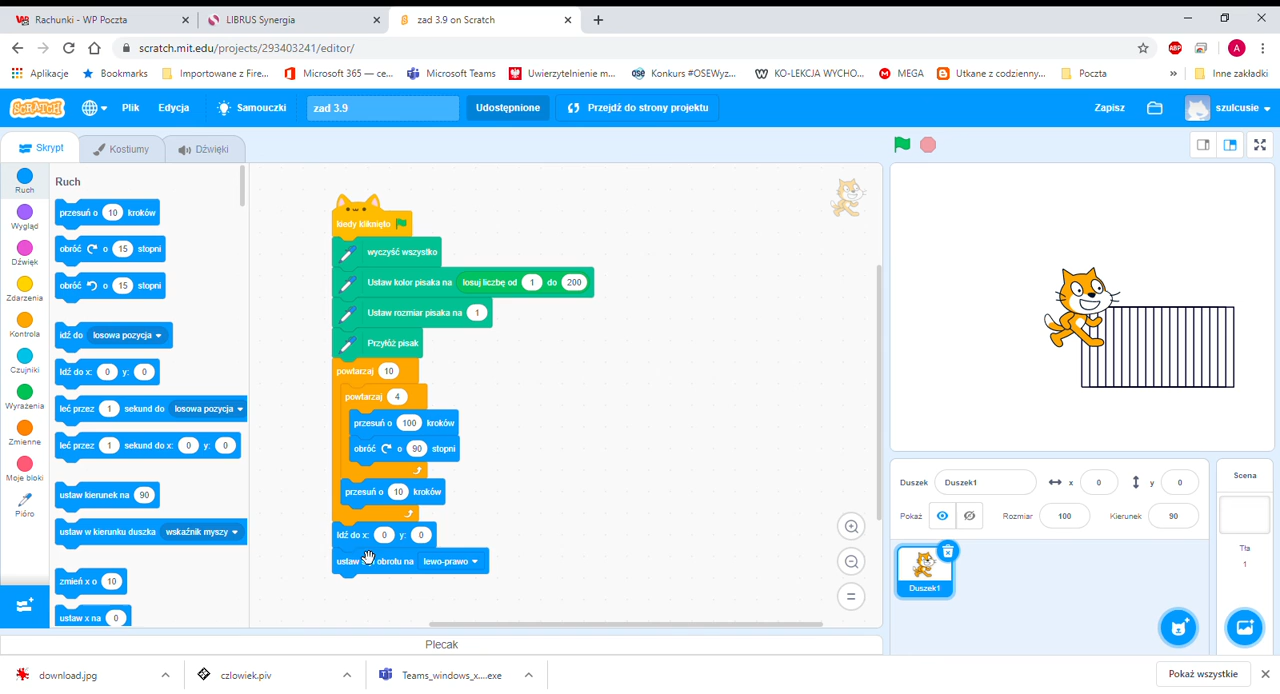 Rachunki - WP Poczta
LIBRUS Synergia
zad 3.9 on Scratch
scratch.mit.edu/projects/293403241/editor/
ABP
A
Aplikacje
Bookmarks
Importowane z Fire...
Microsoft 365 — ce...
Microsoft Teams
Uwierzytelnienie m...
OSE Konkurs #OSEWyz...
KO-LEKCJA WYCHO...
MEGA
Utkane z codzienny...
Poczta
»
Inne zakładki
SCRATCH
Plik
Edycja
Samouczki
zad 3.9
Udostępnione
Przejdź do strony projektu
Zapisz
szulcusie
Skrypt
Kostiumy
Dźwięki
Ruch
Wygląd
Dźwięk
Zdarzenia
Kontrola
Czujniki
Wyrażenia
Zmienne
Moje bloki
Pióro
Ruch
przesuń o 10 kroków
obróć o 15 stopni
obróć o 15 stopni
idź do losowa pozycja
Idź do x: 0 y: 0
leć przez 1 sekund do losowa pozycja
leć przez 1 sekund do x: 0 y: 0
ustaw kierunek na 90
ustaw w kierunku duszka wskaźnik myszy
zmień x o 10
ustaw x na 0
kiedy kliknięto
wyczyść wszystko
Ustaw kolor pisaka na losuj liczbę od 1 do 200
Ustaw rozmiar pisaka na 1
Przyłóż pisak
powtarzaj 10
powtarzaj 4
przesuń o 100 kroków
obróć o 90 stopni
przesuń o 10 kroków
Idź do x: 0 y: 0
ustaw obrotu na lewo-prawo
Duszek Duszek1 x 0 y 0
Pokaż Rozmiar 100 Kierunek 90
Duszek1
Scena
Tła
1
Plecak
download.jpg
czlowiek.piv
Teams_windows_x....exe
Pokaż wszystkie